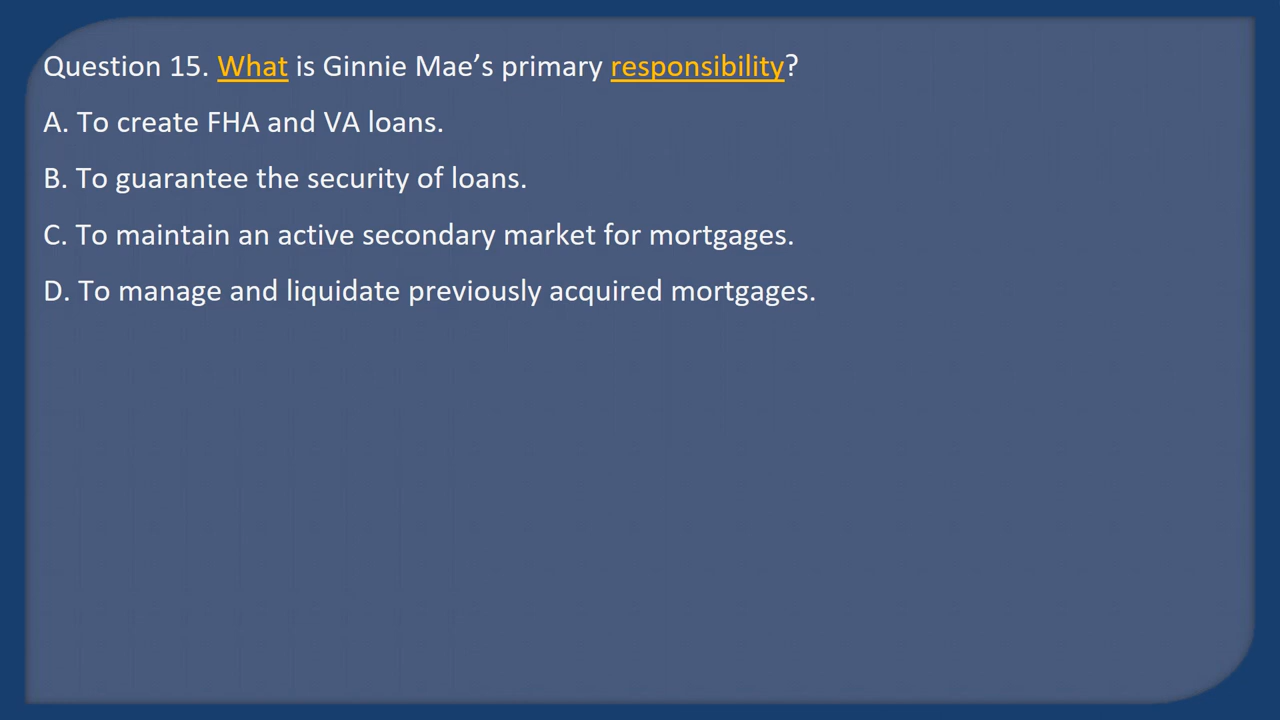 Question 15. What is Ginnie Mae’s primary responsibility?
A. To create FHA and VA loans.
B. To guarantee the security of loans.
C. To maintain an active secondary market for mortgages.
D. To manage and liquidate previously acquired mortgages.